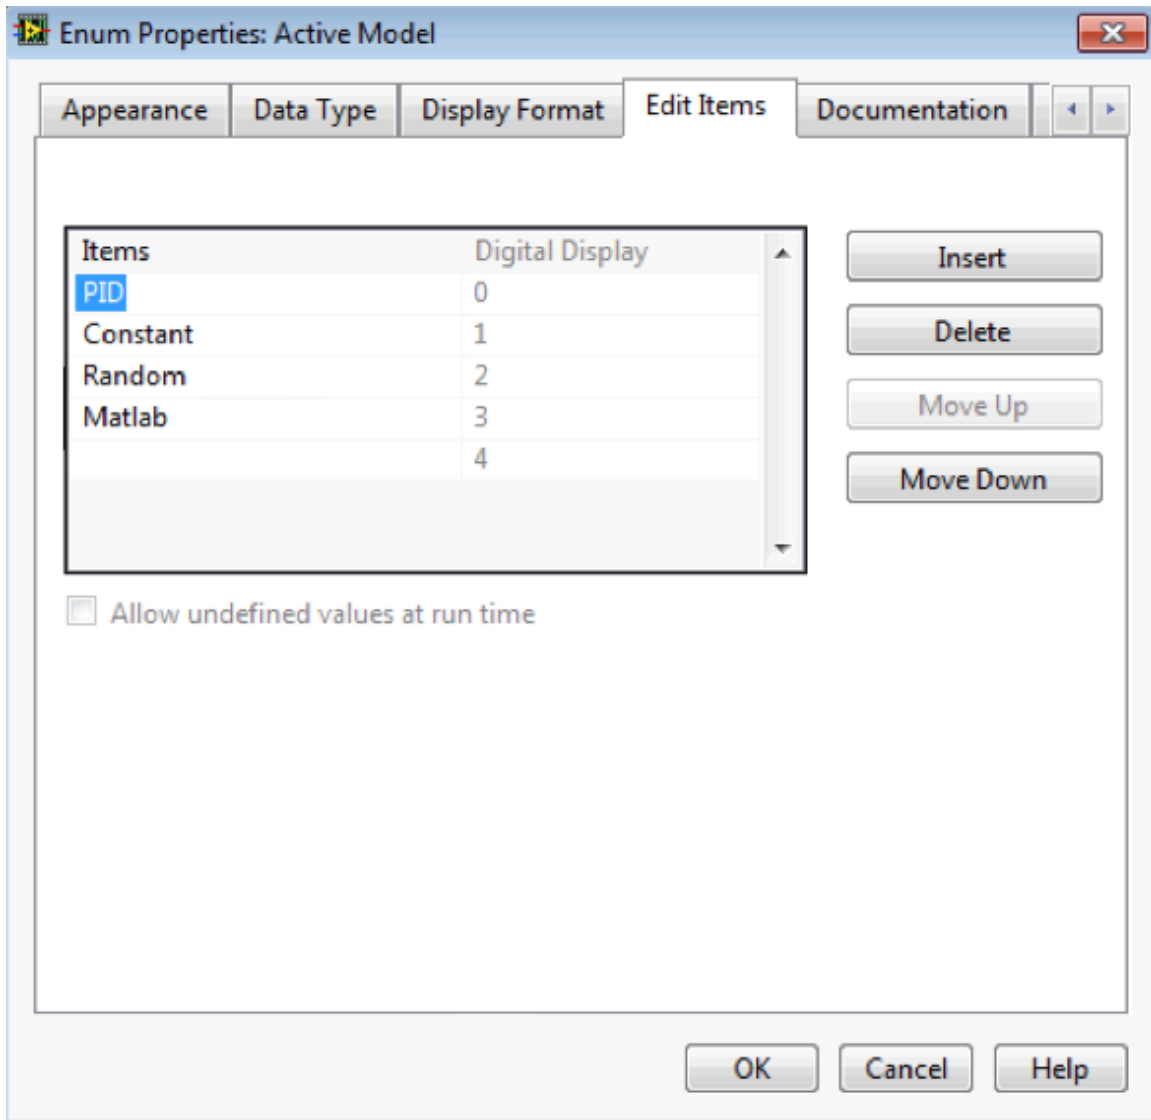 Enum Properties: Active Model
Appearance Data Type Display Format Edit Items Documentation
Items Digital Display
PID 0
Constant 1
Random 2
Matlab 3
4
Insert
Delete
Move Up
Move Down
Allow undefined values at run time
OK Cancel Help